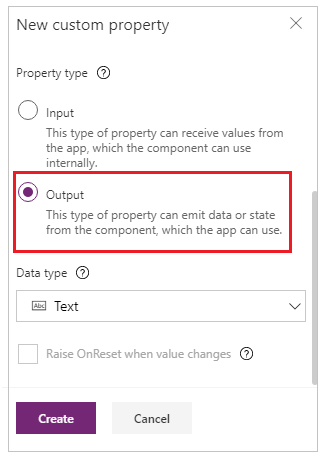 New custom property
Property type
Input
This type of property can receive values from
the app, which the component can use
internally.
Output
This type of property can emit data or state
from the component, which the app can use.
Data type
Abc Text
Raise OnReset when value changes
Create Cancel